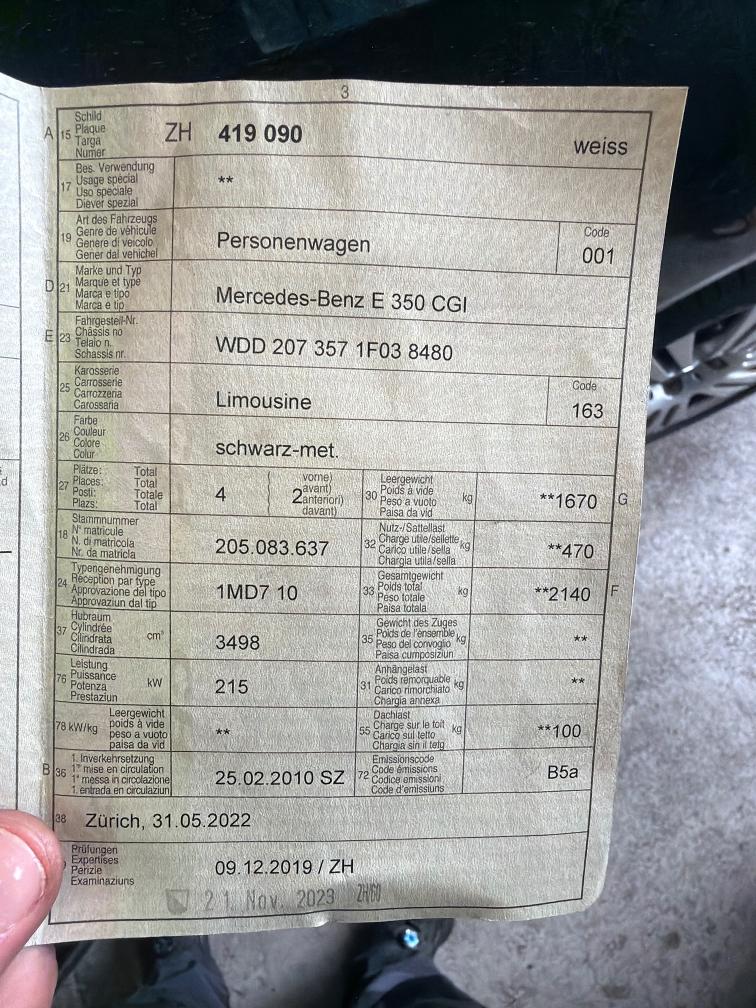 3
A 15 Schild
Plaque
Targa
Numer
ZH 419 090 weiss
17 Bes. Verwendung
Usage spécial
Uso speciale
Diever spezial
**
19 Art des Fahrzeugs
Genre de véhicule
Genere di veicolo
Gener dal vehichel
Personenwagen
Code
001
D 21 Marke und Typ
Marque et type
Marca e tipo
Marca e tip
Mercedes-Benz E 350 CGI
E 23 Fahrgestell-Nr.
Châssis no
Telaio n.
Schassis nr.
WDD 207 357 1F03 8480
25 Karosserie
Carrosserie
Carrozzeria
Carossaria
Limousine
Code
163
26 Farbe
Couleur
Colore
Colur
schwarz-met.
27 Plätze: Total
Places: Total
Posti: Totale
Plazs: Total
4
vorne)
2 avant)
anteriori)
davant)
30 Leergewicht
Poids à vide
Peso a vuoto
Paisa da vid
kg
**1670 G
18 Stammnummer
N° matricule
N. di matricola
Nr. da matricla
205.083.637
32 Nutz-/Sattellast
Charge utile/sellette
Carico utile/sella
Chargia utila/sella
kg
**470
24 Typengenehmigung
Réception par type
Approvazione del tipo
Approvaziun dal tip
1MD7 10
33 Gesamtgewicht
Poids total
Peso totale
Paisa totala
kg
**2140 F
37 Hubraum
Cylindrée
Cilindrata
Cilindrada
cm³
3498
35 Gewicht des Zuges
Poids de l'ensemble
Peso del convoglio
Paisa cumposiziun
kg
**
76 Leistung
Puissance
Potenza
Prestaziun
kW
215
31 Anhängelast
Poids remorquable
Carico rimorchiato
Chargia annexa
kg
**
78 kW/kg Leergewicht
poids à vide
peso a vuoto
paisa da vid
**
55 Dachlast
Charge sur le toit
Carico sul tetto
Chargia sin il tetg
kg
**100
B 36 1. Inverkehrsetzung
1re mise en circulation
1a messa in circolazione
1. entrada en circulaziun
25.02.2010 SZ
72 Emissionscode
Code émissions
Codice emissioni
Code d'emissiuns
B5a
38 Zürich, 31.05.2022
Prüfungen
Expertises
Perizie
Examinaziuns
09.12.2019 / ZH
21. Nov. 2023 ZH/60